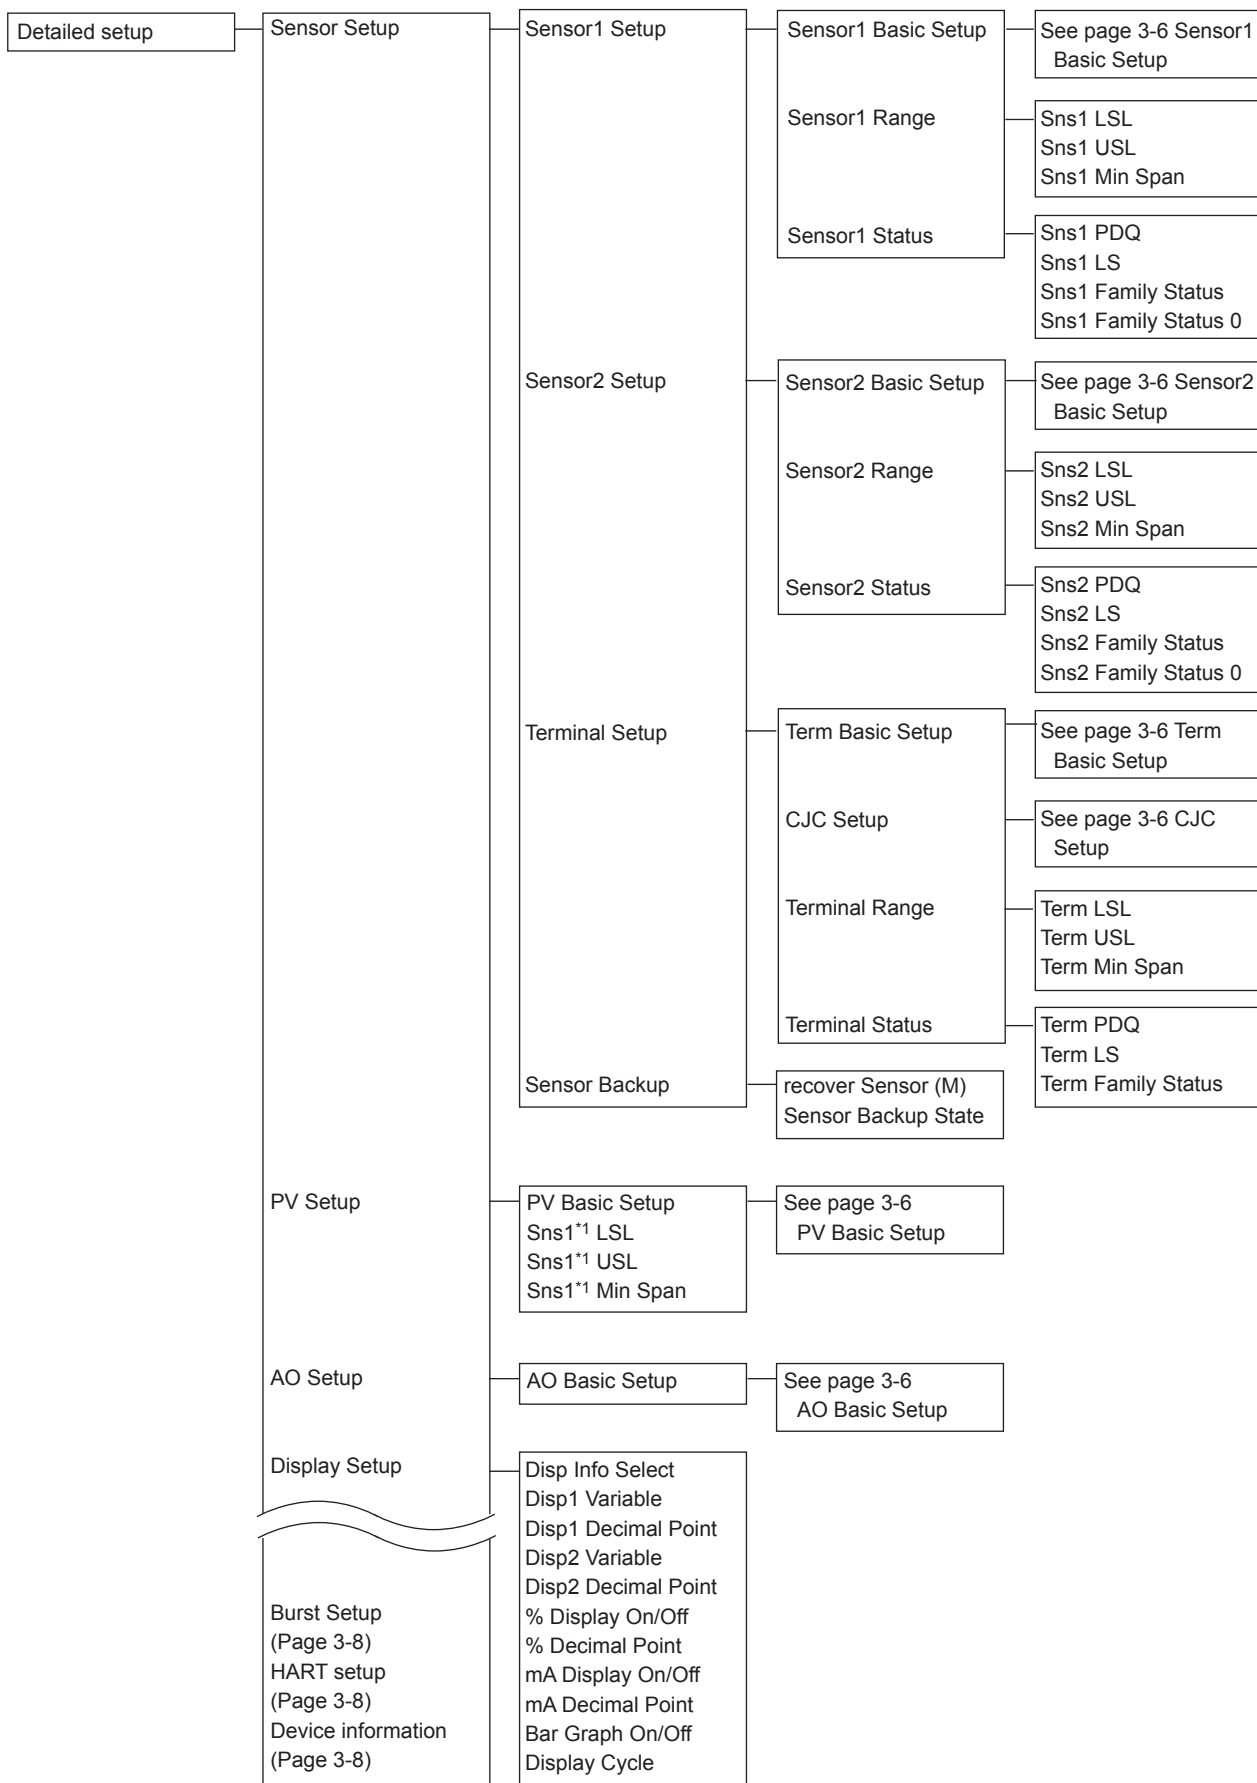 Detailed setup
Sensor Setup
Sensor1 Setup
Sensor1 Basic Setup
See page 3-6 Sensor1
Basic Setup
Sensor1 Range
Sns1 LSL
Sns1 USL
Sns1 Min Span
Sensor1 Status
Sns1 PDQ
Sns1 LS
Sns1 Family Status
Sns1 Family Status 0
Sensor2 Setup
Sensor2 Basic Setup
See page 3-6 Sensor2
Basic Setup
Sensor2 Range
Sns2 LSL
Sns2 USL
Sns2 Min Span
Sensor2 Status
Sns2 PDQ
Sns2 LS
Sns2 Family Status
Sns2 Family Status 0
Terminal Setup
Term Basic Setup
See page 3-6 Term
Basic Setup
CJC Setup
See page 3-6 CJC
Setup
Terminal Range
Term LSL
Term USL
Term Min Span
Terminal Status
Term PDQ
Term LS
Term Family Status
Sensor Backup
recover Sensor (M)
Sensor Backup State
PV Setup
PV Basic Setup
Sns1*1 LSL
Sns1*1 USL
Sns1*1 Min Span
See page 3-6
PV Basic Setup
AO Setup
AO Basic Setup
See page 3-6
AO Basic Setup
Display Setup
Disp Info Select
Disp1 Variable
Disp1 Decimal Point
Disp2 Variable
Disp2 Decimal Point
% Display On/Off
% Decimal Point
mA Display On/Off
mA Decimal Point
Bar Graph On/Off
Display Cycle
Burst Setup
(Page 3-8)
HART setup
(Page 3-8)
Device information
(Page 3-8)